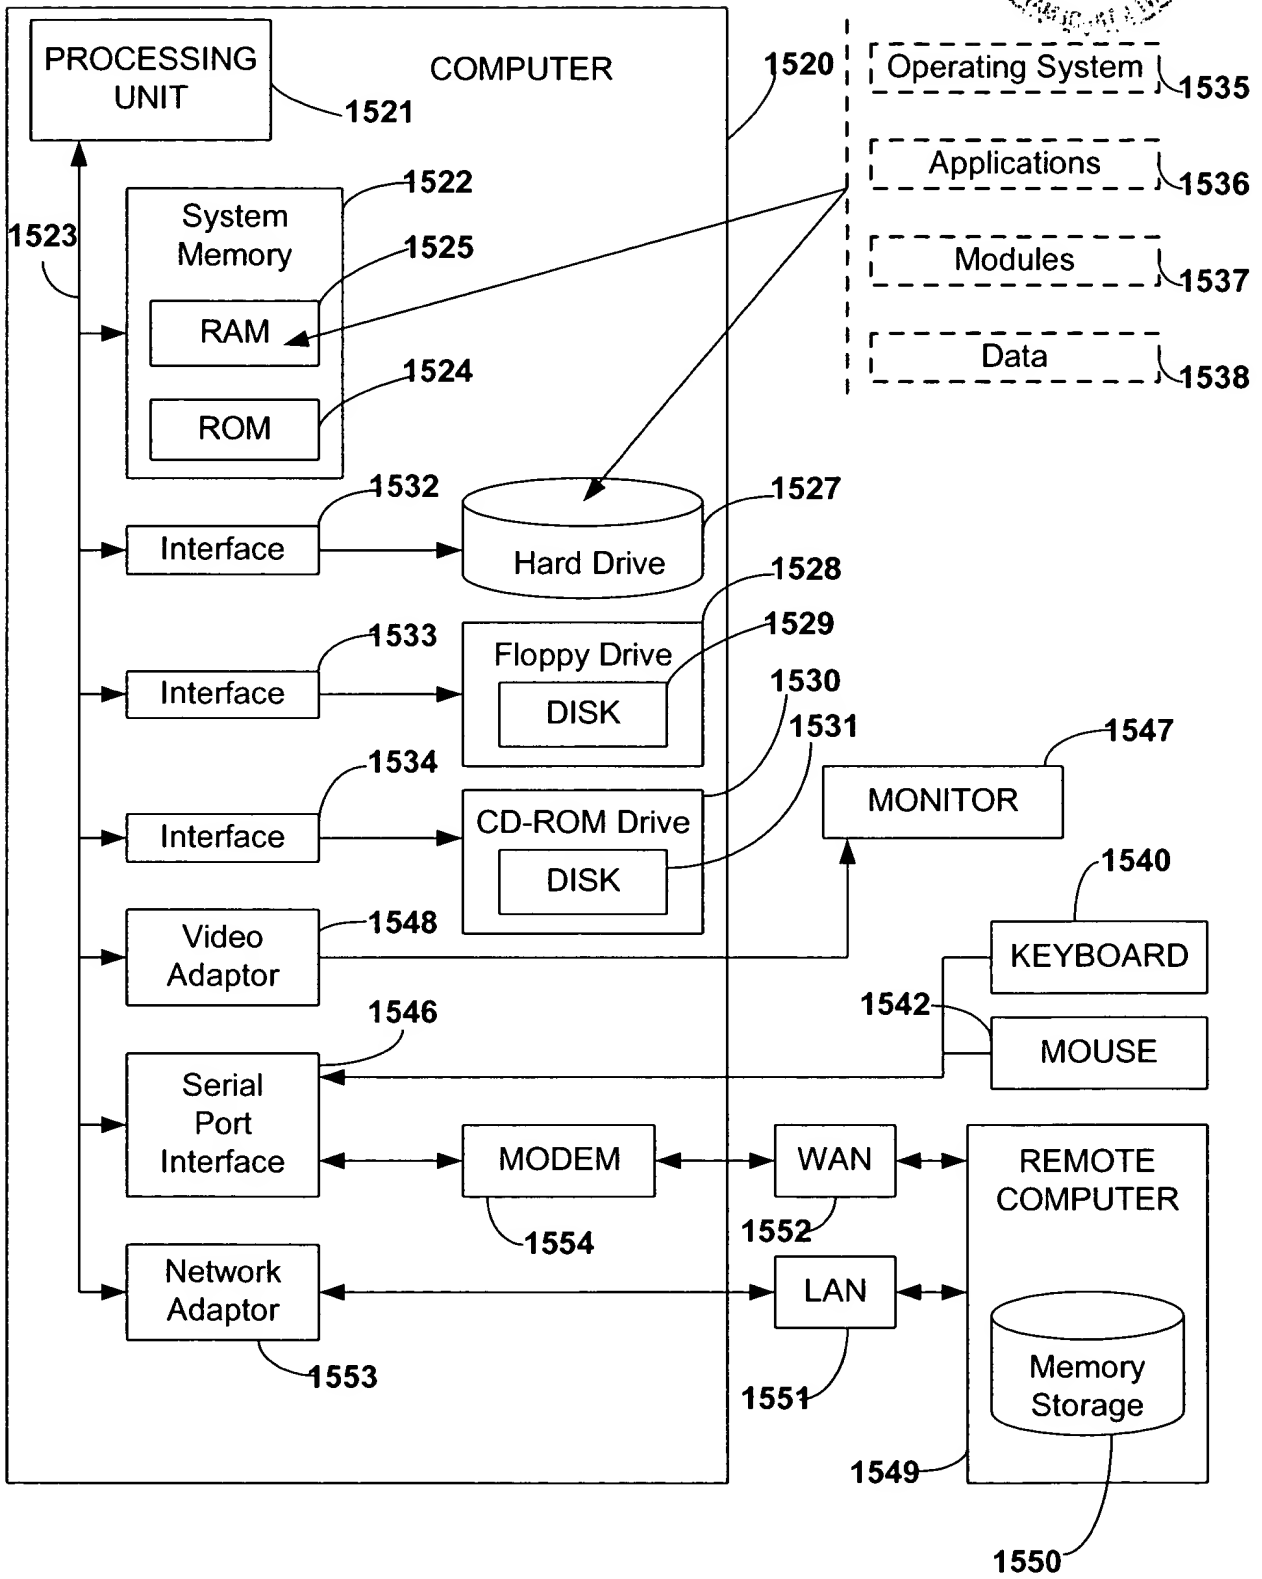 PROCESSING
UNIT
1521
COMPUTER
1520
Operating System
1535
Applications
1536
Modules
1537
Data
1538
1523
System
Memory
1522
RAM
1525
ROM
1524
Interface
1532
Hard Drive
1527
Interface
1533
Floppy Drive
1528
DISK
1529
Interface
1534
CD-ROM Drive
1530
DISK
1531
MONITOR
1547
Video
Adaptor
1548
KEYBOARD
1540
MOUSE
1542
Serial
Port
Interface
1546
MODEM
1554
WAN
1552
REMOTE
COMPUTER
1549
Network
Adaptor
1553
LAN
1551
Memory
Storage
1550